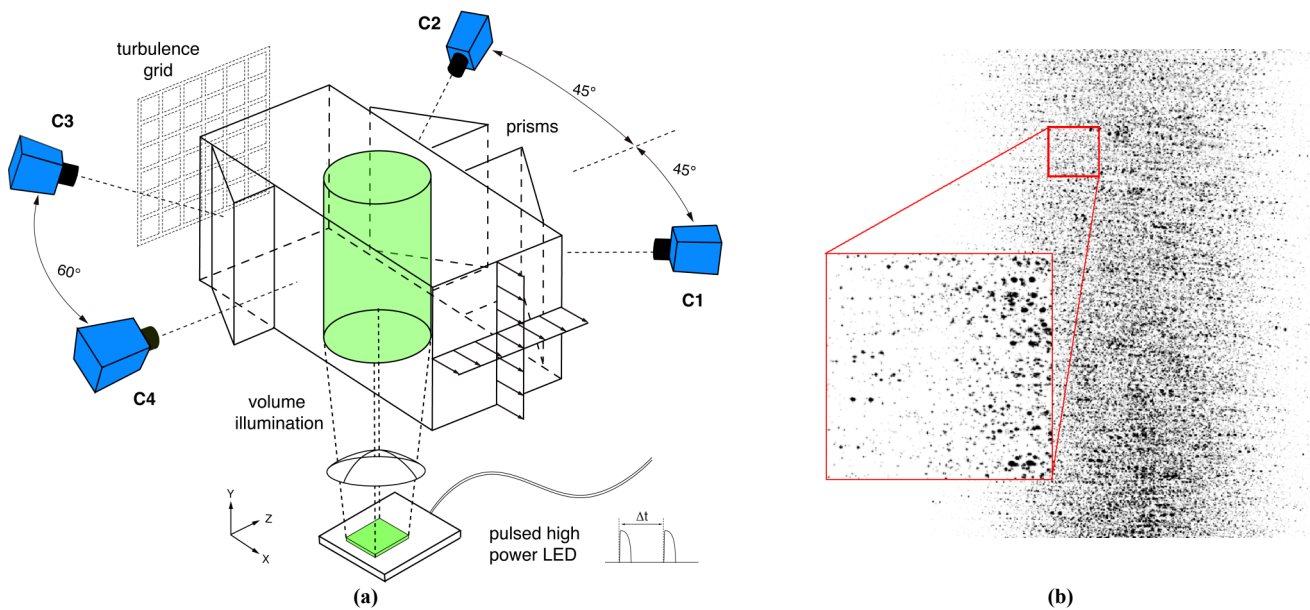 C2
turbulence
grid
45°
C3
prisms
45°
60°
C1
C4
volume
illumination
Y
Z
X
pulsed high
power LED
Δt
(a)
(b)